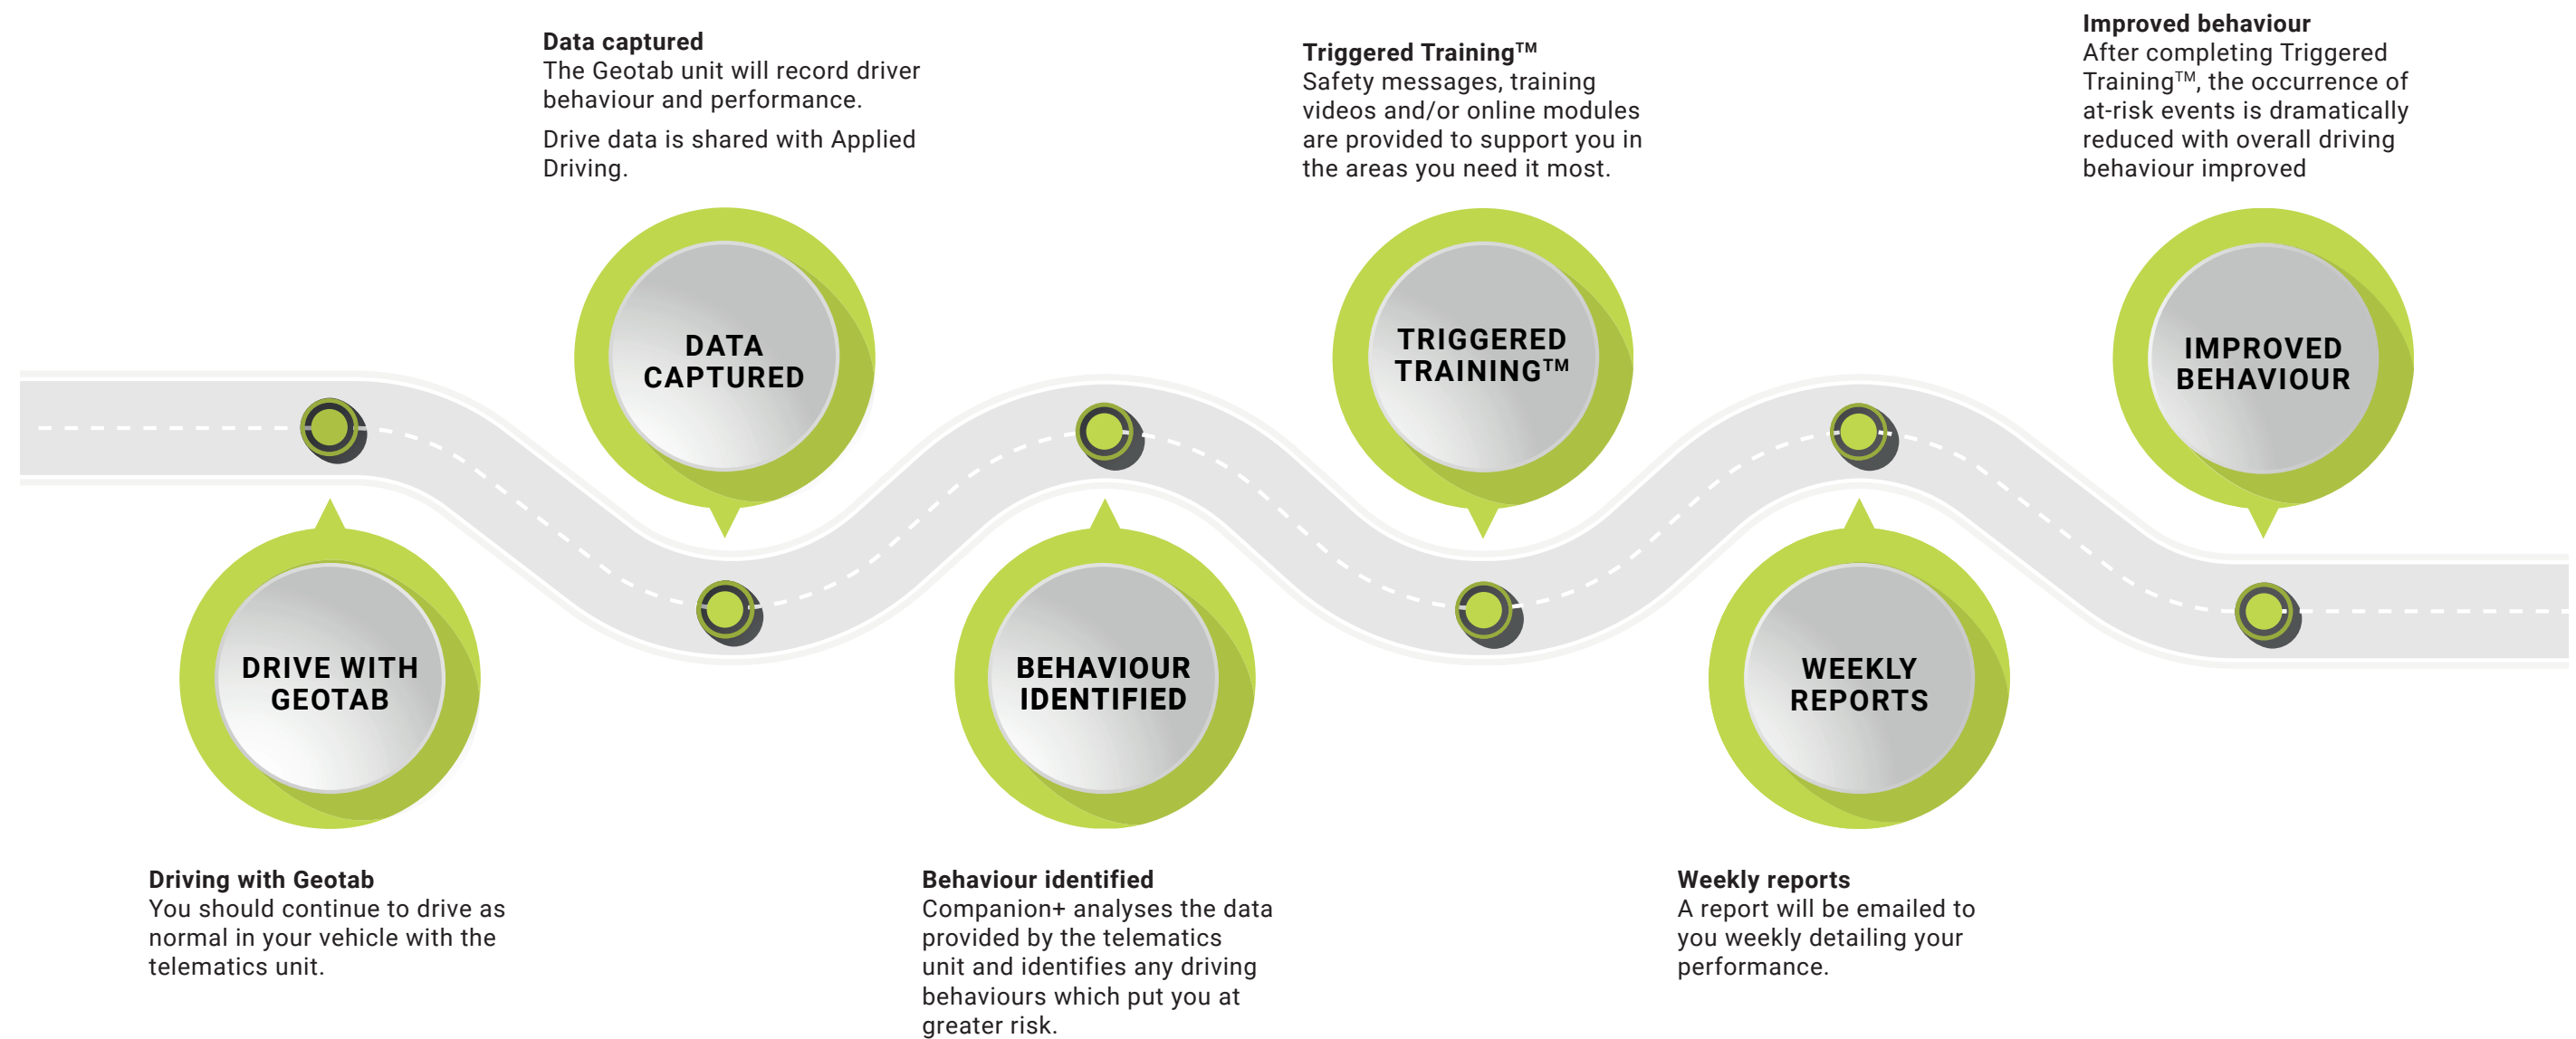 Data captured
The Geotab unit will record driver
behaviour and performance.
Drive data is shared with Applied
Driving.
Triggered Training™
Safety messages, training
videos and/or online modules
are provided to support you in
the areas you need it most.
Improved behaviour
After completing Triggered
Training™, the occurrence of
at-risk events is dramatically
reduced with overall driving
behaviour improved
DATA
CAPTURED
TRIGGERED
TRAINING™
IMPROVED
BEHAVIOUR
DRIVE WITH
GEOTAB
BEHAVIOUR
IDENTIFIED
WEEKLY
REPORTS
Driving with Geotab
You should continue to drive as
normal in your vehicle with the
telematics unit.
Behaviour identified
Companion+ analyses the data
provided by the telematics
unit and identifies any driving
behaviours which put you at
greater risk.
Weekly reports
A report will be emailed to
you weekly detailing your
performance.